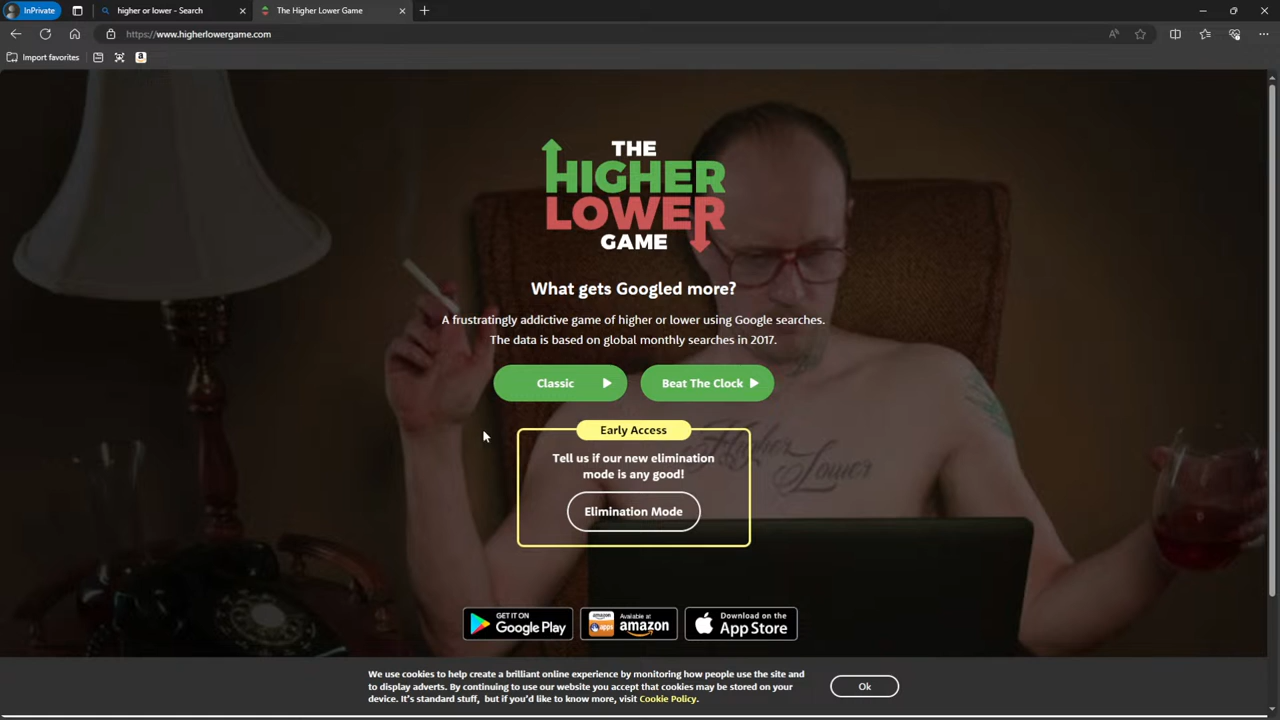 InPrivate
higher or lower - Search
The Higher Lower Game
https://www.higherlowergame.com
Import favorites
THE
HIGHER
LOWER
GAME
What gets Googled more?
A frustratingly addictive game of higher or lower using Google searches.
The data is based on global monthly searches in 2017.
Classic
Beat The Clock
Early Access
Tell us if our new elimination
mode is any good!
Elimination Mode
Higher
Lower
GET IT ON
Google Play
amazon apps
Available at
amazon
Download on the
App Store
We use cookies to help create a brilliant online experience by monitoring how people use the site and
to display adverts. By continuing to use our website you accept that cookies may be stored on your
device. It's standard stuff, but if you'd like to know more, visit Cookie Policy.
Ok